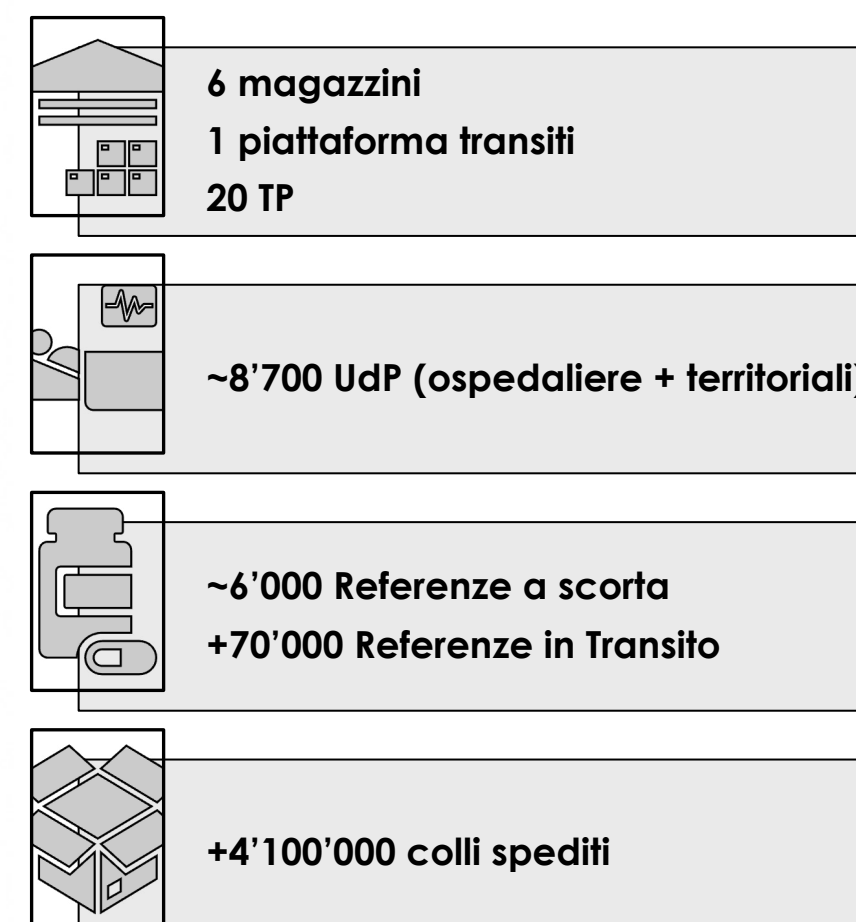 6 magazzini
1 piattaforma transiti
20 TP
~8’700 UdP (ospedaliere + territoriali)
~6’000 Referenze a scorta
+70’000 Referenze in Transito
+4’100’000 colli spediti